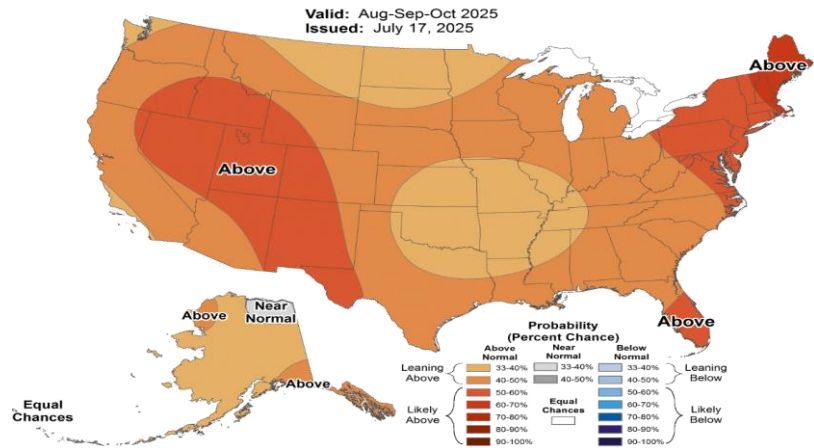 Valid: Aug-Sep-Oct 2025
Issued: July 17, 2025
Above
Above
Above
Above
Near
Normal
Above
Equal
Chances
Probability
(Percent Chance)
Above
Normal
Near
Normal
Below
Normal
Leaning
Above
33-40%
33-40%
33-40%
Leaning
Below
40-50%
40-50%
40-50%
Likely
Above
50-60%
Equal
Chances
50-60%
Likely
Below
60-70%
60-70%
70-80%
70-80%
80-90%
80-90%
90-100%
90-100%